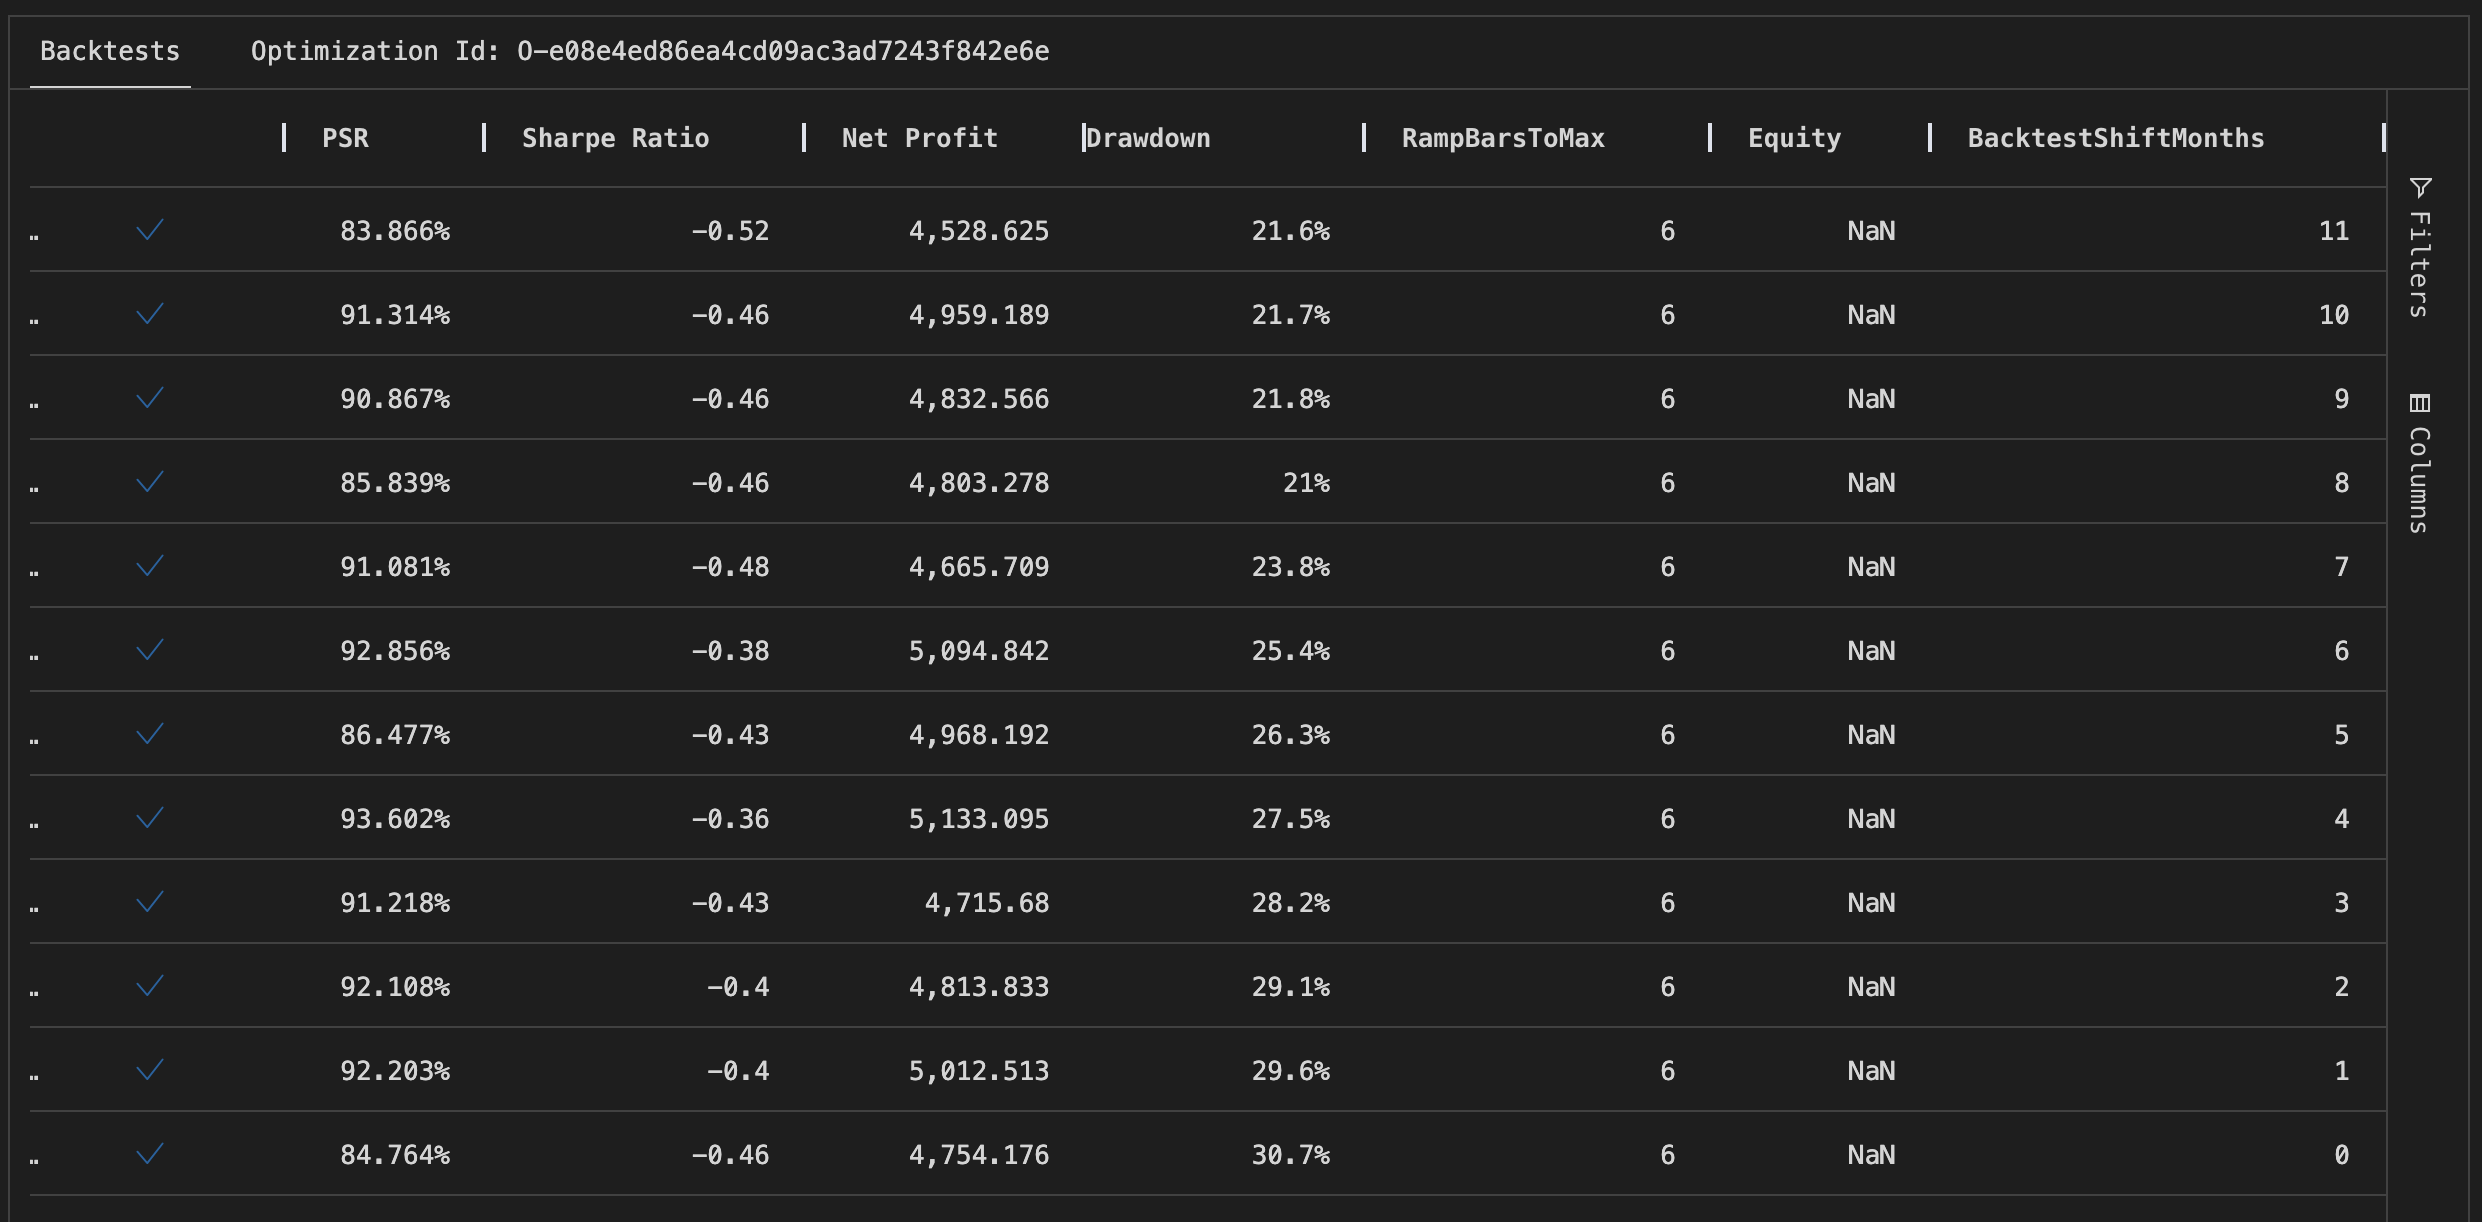 Backtests Optimization Id: O-e08e4ed86ea4cd09ac3ad7243f842e6e
PSR Sharpe Ratio Net Profit Drawdown RampBarsToMax Equity BacktestShiftMonths
.. 83.866% -0.52 4,528.625 21.6% 6 NaN 11
.. 91.314% -0.46 4,959.189 21.7% 6 NaN 10
.. 90.867% -0.46 4,832.566 21.8% 6 NaN 9
.. 85.839% -0.46 4,803.278 21% 6 NaN 8
.. 91.081% -0.48 4,665.709 23.8% 6 NaN 7
.. 92.856% -0.38 5,094.842 25.4% 6 NaN 6
.. 86.477% -0.43 4,968.192 26.3% 6 NaN 5
.. 93.602% -0.36 5,133.095 27.5% 6 NaN 4
.. 91.218% -0.43 4,715.68 28.2% 6 NaN 3
.. 92.108% -0.4 4,813.833 29.1% 6 NaN 2
.. 92.203% -0.4 5,012.513 29.6% 6 NaN 1
.. 84.764% -0.46 4,754.176 30.7% 6 NaN 0
Filters
Columns